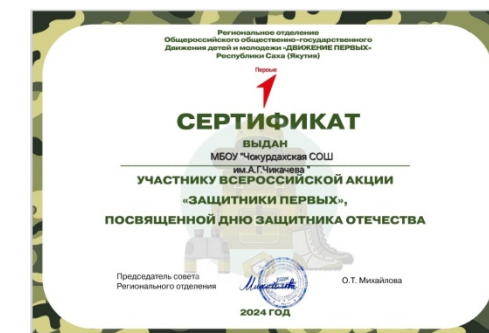 Региональное отделение
Общероссийского общественно-государственного
Движения детей и молодежи «ДВИЖЕНИЕ ПЕРВЫХ»
Республики Саха (Якутия)
Первые
СЕРТИФИКАТ
ВЫДАН
МБОУ "Чокурдахская СОШ
им.А.Г.Чикачева "
УЧАСТНИКУ ВСЕРОССИЙСКОЙ АКЦИИ
«ЗАЩИТНИКИ ПЕРВЫХ»,
ПОСВЯЩЕННОЙ ДНЮ ЗАЩИТНИКА ОТЕЧЕСТВА
Председатель совета
Регионального отделения
О.Т. Михайлова
2024 ГОД